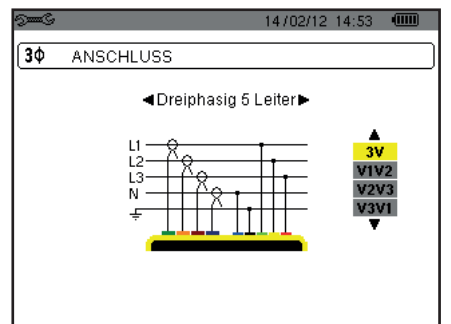 14/02/12 14:53
3Φ ANSCHLUSS
◄Dreiphasig 5 Leiter►
L1
L2
L3
N
3V
V1V2
V2V3
V3V1